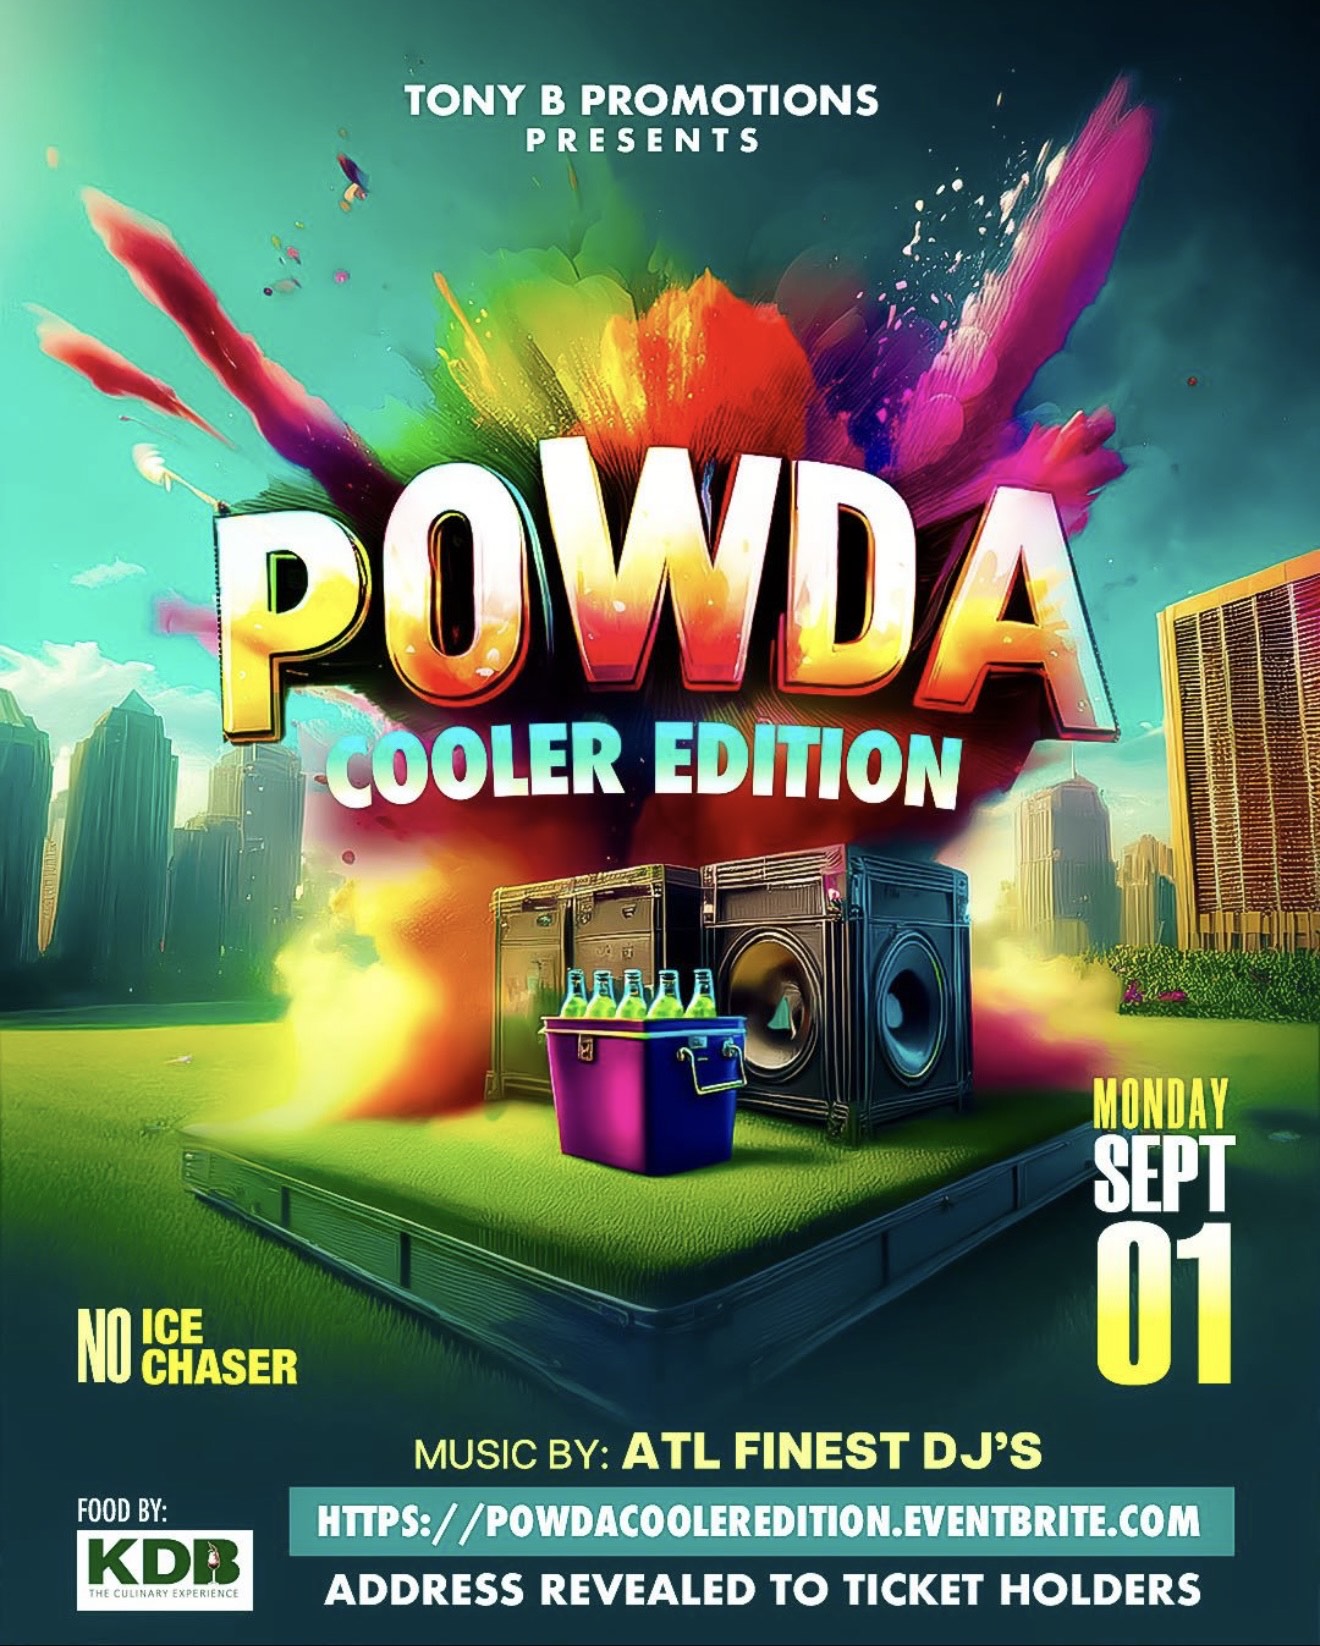 TONY B PROMOTIONS
PRESENTS
POWDA
COOLER EDITION
MONDAY
SEPT
01
NO ICE
CHASER
MUSIC BY: ATL FINEST DJ'S
FOOD BY:
KDB
THE CULINARY EXPERIENCE
HTTPS://POWDACOOLEREDITION.EVENTBRITE.COM
ADDRESS REVEALED TO TICKET HOLDERS